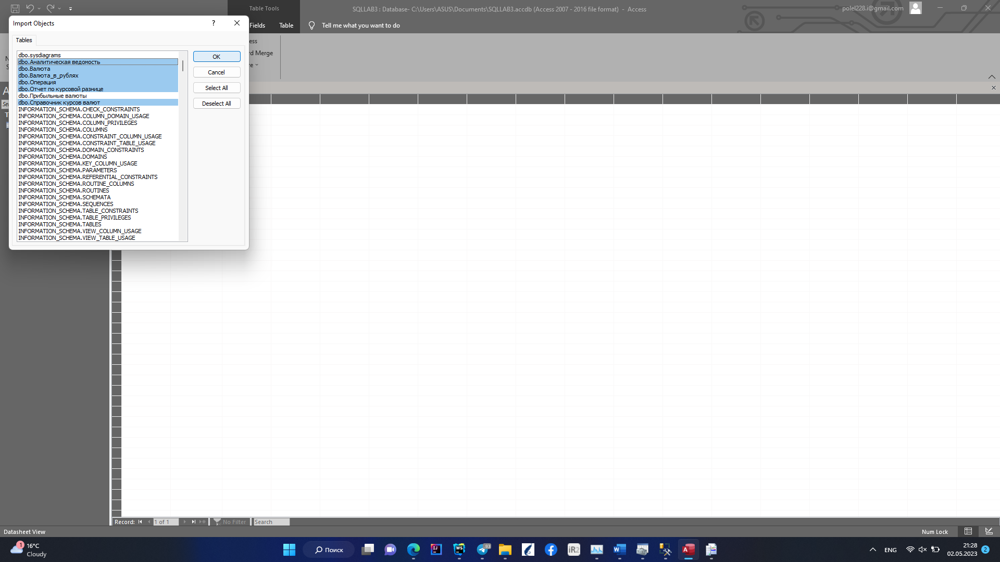 Table Tools
SQLLAB3 : Database- C:\Users\ASUS\Documents\SQLLAB3.accdb (Access 2007 - 2016 file format) - Access
polel228.i@gmail.com
Import Objects
?
Fields
Table
Tell me what you want to do
Tables
ess
rd Merge
re
dbo.sysdiagrams
dbo.Аналитическая ведомость
dbo.Валюта
dbo.Валюта_в_рублях
dbo.Операция
dbo.Отчет по курсовой разнице
dbo.Прибыльные валюты
dbo.Справочник курсов валют
INFORMATION_SCHEMA.CHECK_CONSTRAINTS
INFORMATION_SCHEMA.COLUMN_DOMAIN_USAGE
INFORMATION_SCHEMA.COLUMN_PRIVILEGES
INFORMATION_SCHEMA.COLUMNS
INFORMATION_SCHEMA.CONSTRAINT_COLUMN_USAGE
INFORMATION_SCHEMA.CONSTRAINT_TABLE_USAGE
INFORMATION_SCHEMA.DOMAIN_CONSTRAINTS
INFORMATION_SCHEMA.DOMAINS
INFORMATION_SCHEMA.KEY_COLUMN_USAGE
INFORMATION_SCHEMA.PARAMETERS
INFORMATION_SCHEMA.REFERENTIAL_CONSTRAINTS
INFORMATION_SCHEMA.ROUTINE_COLUMNS
INFORMATION_SCHEMA.ROUTINES
INFORMATION_SCHEMA.SCHEMATA
INFORMATION_SCHEMA.SEQUENCES
INFORMATION_SCHEMA.TABLE_CONSTRAINTS
INFORMATION_SCHEMA.TABLE_PRIVILEGES
INFORMATION_SCHEMA.TABLES
INFORMATION_SCHEMA.VIEW_COLUMN_USAGE
INFORMATION_SCHEMA.VIEW_TABLE_USAGE
OK
Cancel
Select All
Deselect All
Record:
1 of 1
No Filter
Search
Datasheet View
Num Lock
1
16°C
Cloudy
Поиск
93
ENG
21:28
02.05.2023
2